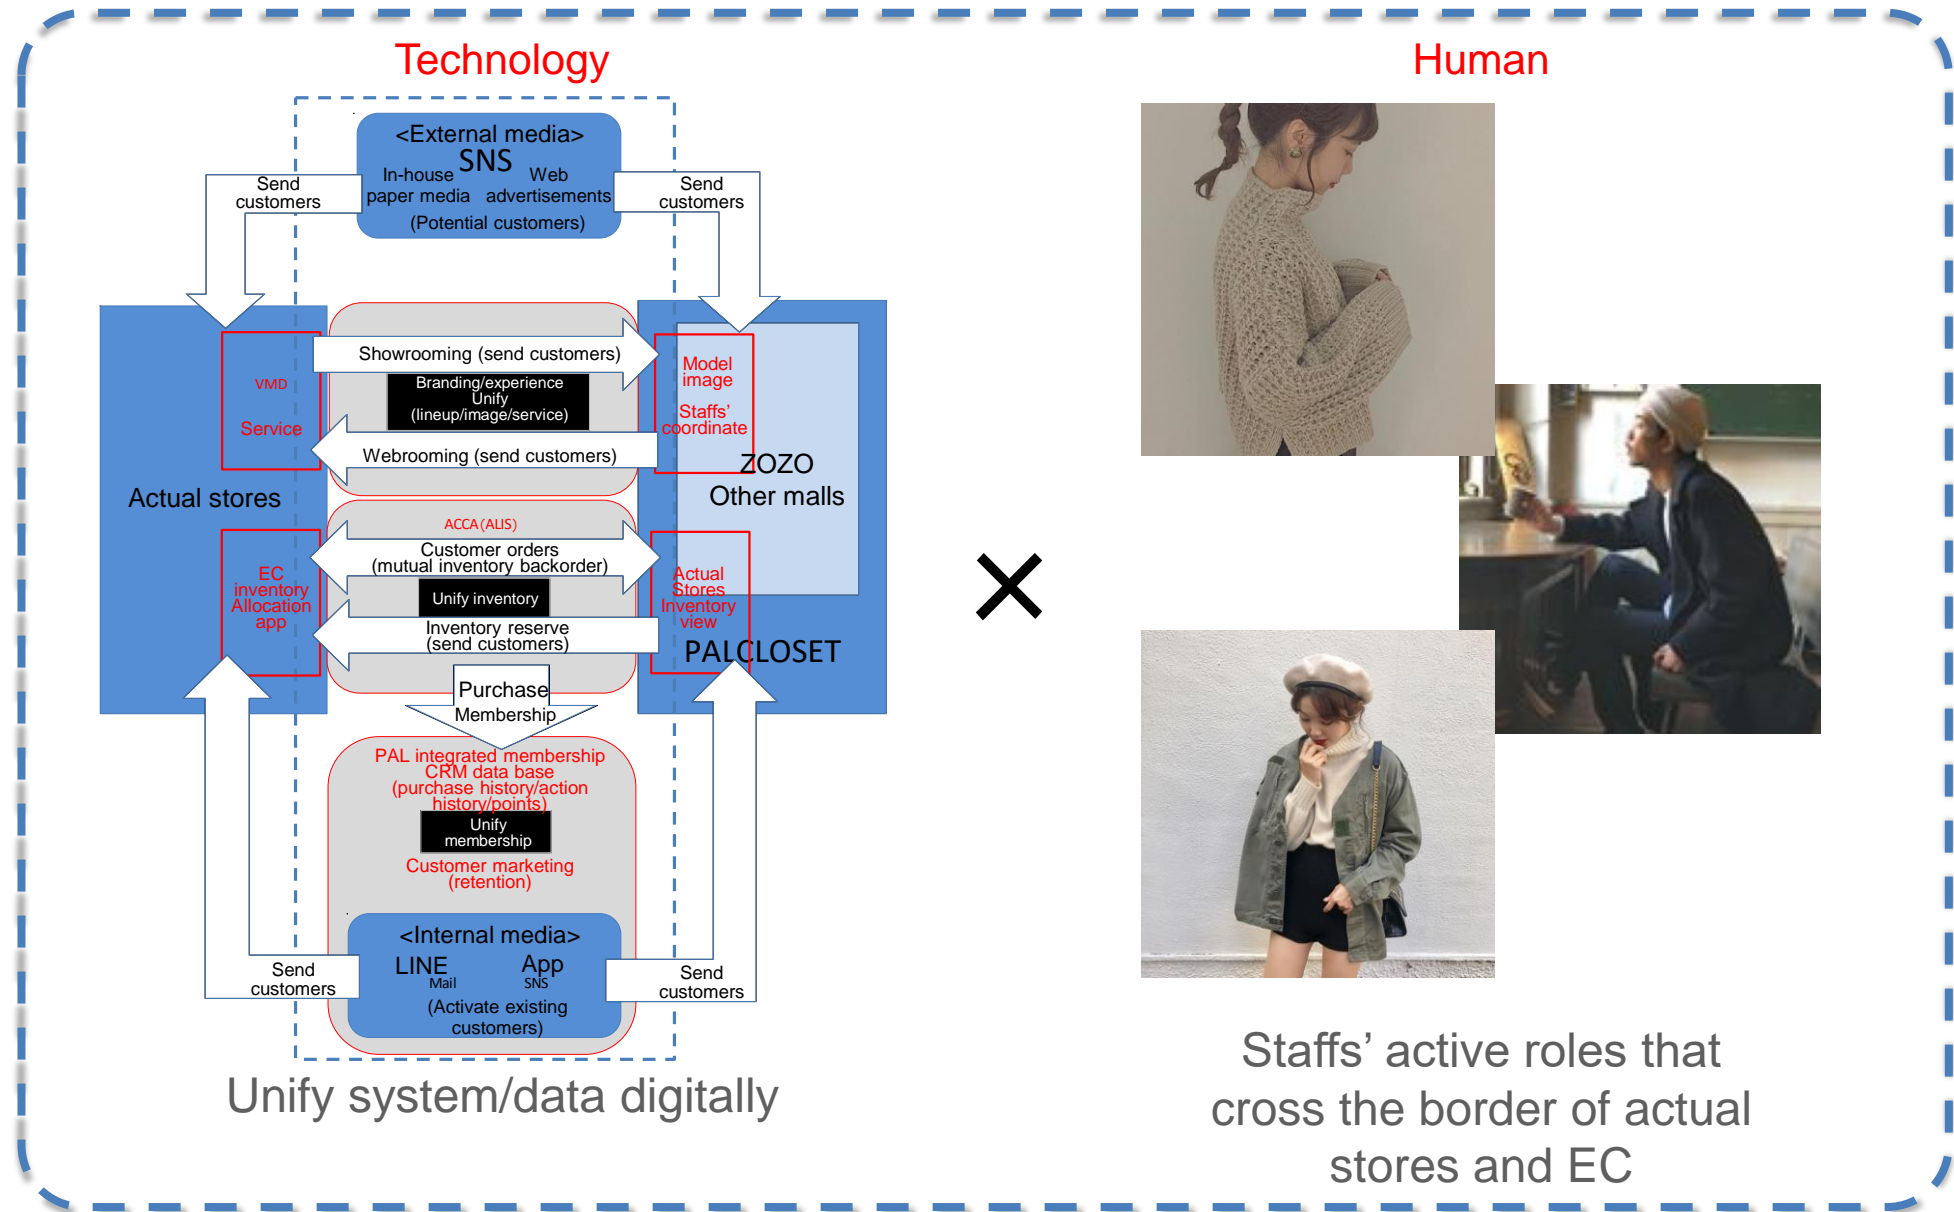 Technology
Human
<External media>
SNS
In-house
paper media
Web
advertisements
(Potential customers)
Send
customers
Send
customers
Showrooming (send customers)
Branding/experience
Unify
(lineup/image/service)
Webrooming (send customers)
VMD
Service
Actual stores
Model
image
Staffs’
coordinate
ZOZO
Other malls
ACCA(ALIS)
Customer orders
(mutual inventory backorder)
Unify inventory
Inventory reserve
(send customers)
EC
inventory
Allocation
app
Actual
Stores
Inventory
view
PALCLOSET
Purchase
Membership
PAL integrated membership
CRM data base
(purchase history/action
history/points)
Unify
membership
Customer marketing
(retention)
<Internal media>
LINE
Mail
App
SNS
(Activate existing
customers)
Send
customers
Send
customers
Unify system/data digitally
×
Staffs’ active roles that
cross the border of actual
stores and EC